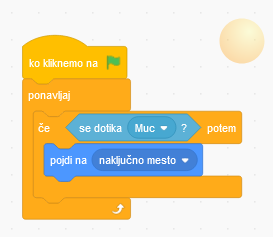 ko kliknemo na
ponavljaj
če se dotika Muc ? potem
pojdi na naključno mesto